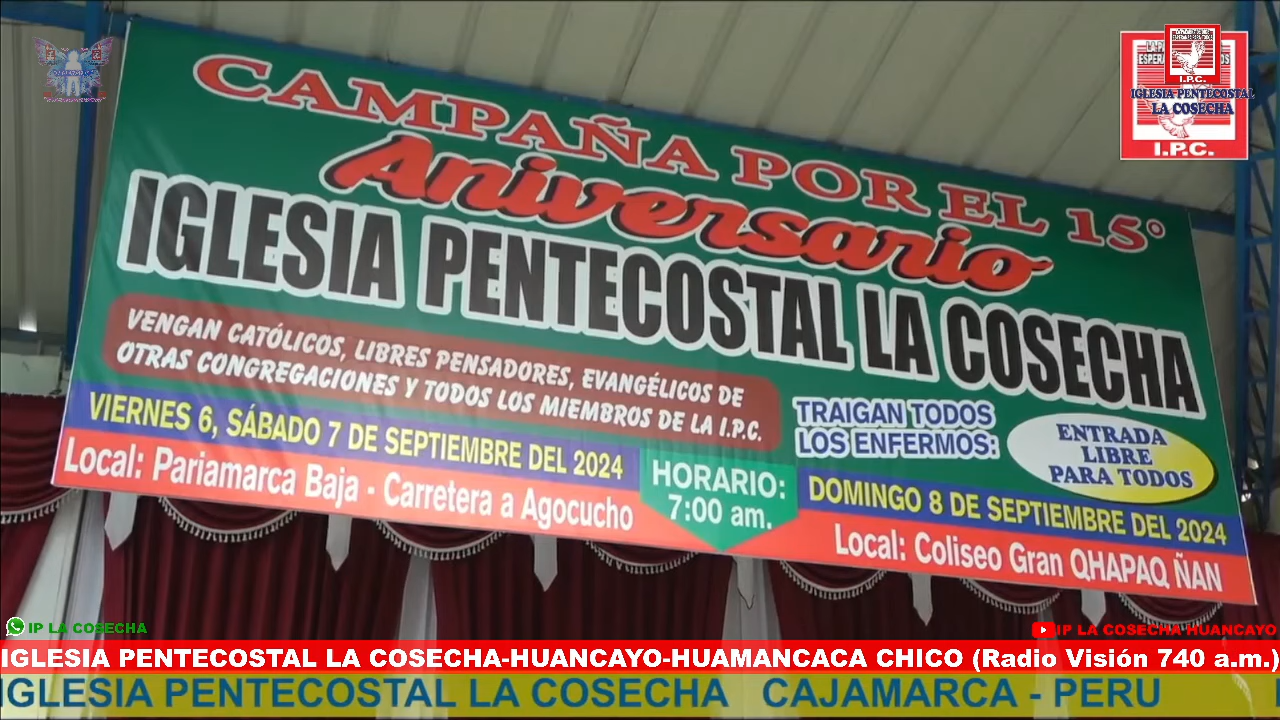 CAMPAÑA POR EL 15°
Aniversario
IGLESIA PENTECOSTAL LA COSECHA
VENGAN CATÓLICOS, LIBRES PENSADORES, EVANGÉLICOS DE
OTRAS CONGREGACIONES Y TODOS LOS MIEMBROS DE LA I.P.C.
TRAIGAN TODOS
LOS ENFERMOS:
ENTRADA
LIBRE
PARA TODOS
VIERNES 6, SÁBADO 7 DE SEPTIEMBRE DEL 2024
Local: Pariamarca Baja - Carretera a Agocucho
HORARIO:
7:00 am.
DOMINGO 8 DE SEPTIEMBRE DEL 2024
Local: Coliseo Gran QHAPAQ ÑAN
I.P.C.
IGLESIA PENTECOSTAL
LA COSECHA
I.P.C.
IP LA COSECHA
IP LA COSECHA HUANCAYO
IGLESIA PENTECOSTAL LA COSECHA-HUANCAYO-HUAMANCACA CHICO (Radio Visión 740 a.m.)
IGLESIA PENTECOSTAL LA COSECHA CAJAMARCA - PERU